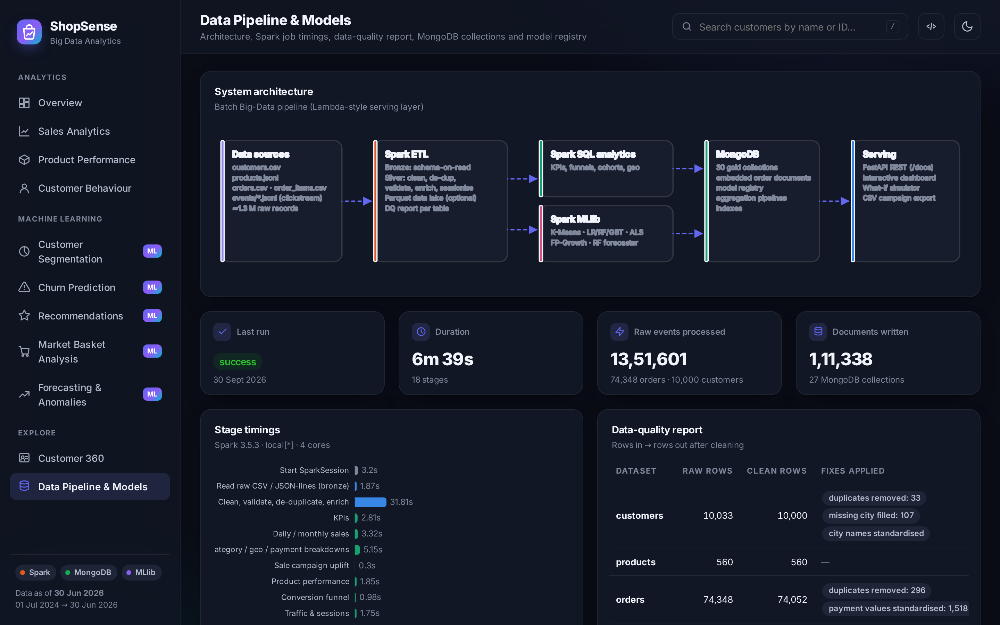 ShopSense
Big Data Analytics
ANALYTICS
Overview
Sales Analytics
Product Performance
Customer Behaviour
MACHINE LEARNING
Customer
Segmentation
ML
Churn Prediction
ML
Recommendations
ML
Market Basket
Analysis
ML
Forecasting &
Anomalies
ML
EXPLORE
Customer 360
Data Pipeline & Models
Spark
MongoDB
MLlib
Data as of 30 Jun 2026
01 Jul 2024 → 30 Jun 2026
Data Pipeline & Models
Architecture, Spark job timings, data-quality report, MongoDB collections and model registry
Search customers by name or ID...
/
System architecture
Batch Big-Data pipeline (Lambda-style serving layer)
Data sources
customers.csv
products.jsonl
orders.csv · order_items.csv
events/*.jsonl (clickstream)
~1.3 M raw records
Spark ETL
Bronze: schema-on-read
Silver: clean, de-dup,
validate, enrich, sessionise
Parquet data lake (optional)
DQ report per table
Spark SQL analytics
KPIs, funnels, cohorts, geo
Spark MLlib
K-Means · LR/RF/GBT · ALS
FP-Growth · RF forecaster
MongoDB
30 gold collections
embedded order documents
model registry
aggregation pipelines
indexes
Serving
FastAPI REST (/docs)
Interactive dashboard
What-if simulator
CSV campaign export
Last run
success
30 Sept 2026
Duration
6m 39s
18 stages
Raw events processed
13,51,601
74,348 orders · 10,000 customers
Documents written
1,11,338
27 MongoDB collections
Stage timings
Spark 3.5.3 · local[*] · 4 cores
Start SparkSession 3.2s
Read raw CSV / JSON-lines (bronze) 1.87s
Clean, validate, de-duplicate, enrich 31.81s
KPIs 2.81s
Daily / monthly sales 3.32s
ategory / geo / payment breakdowns 5.15s
Sale campaign uplift 0.3s
Product performance 1.85s
Conversion funnel 0.98s
Traffic & sessions 1.75s
Data-quality report
Rows in → rows out after cleaning
DATASET RAW ROWS CLEAN ROWS FIXES APPLIED
customers 10,033 10,000
duplicates removed: 33
missing city filled: 107
city names standardised
products 560 560 —
orders 74,348 74,052
duplicates removed: 296
payment values standardised: 1,518